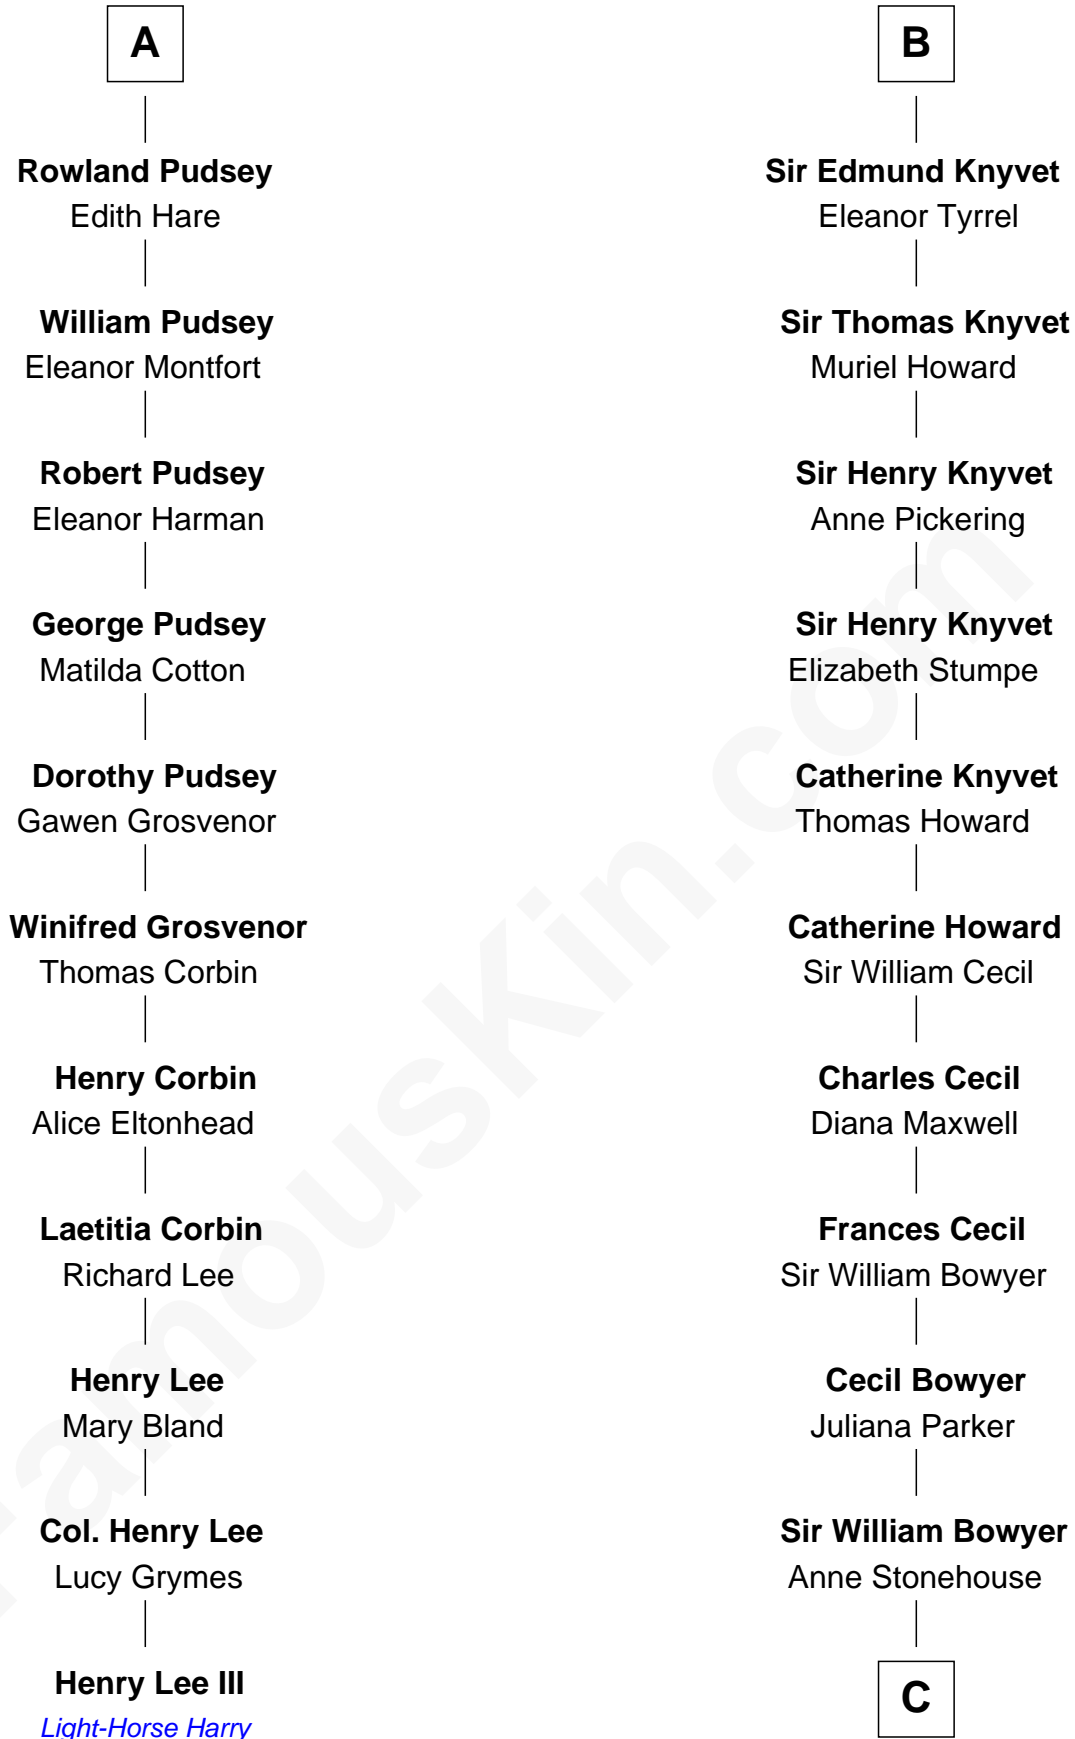 A
Rowland Pudsey
Edith Hare
William Pudsey
Eleanor Montfort
Robert Pudsey
Eleanor Harman
George Pudsey
Matilda Cotton
Dorothy Pudsey
Gawen Grosvenor
Winifred Grosvenor
Thomas Corbin
Henry Corbin
Alice Eltonhead
Laetitia Corbin
Richard Lee
Henry Lee
Mary Bland
Col. Henry Lee
Lucy Grymes
Henry Lee III
Light-Horse Harry
B
Sir Edmund Knyvet
Eleanor Tyrrel
Sir Thomas Knyvet
Muriel Howard
Sir Henry Knyvet
Anne Pickering
Sir Henry Knyvet
Elizabeth Stumpe
Catherine Knyvet
Thomas Howard
Catherine Howard
Sir William Cecil
Charles Cecil
Diana Maxwell
Frances Cecil
Sir William Bowyer
Cecil Bowyer
Juliana Parker
Sir William Bowyer
Anne Stonehouse
C
FamousKin.com